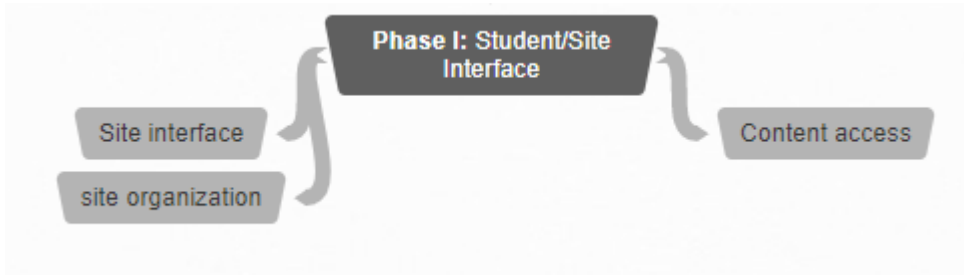 Phase I: Student/Site
Interface
Site interface
Content access
site organization